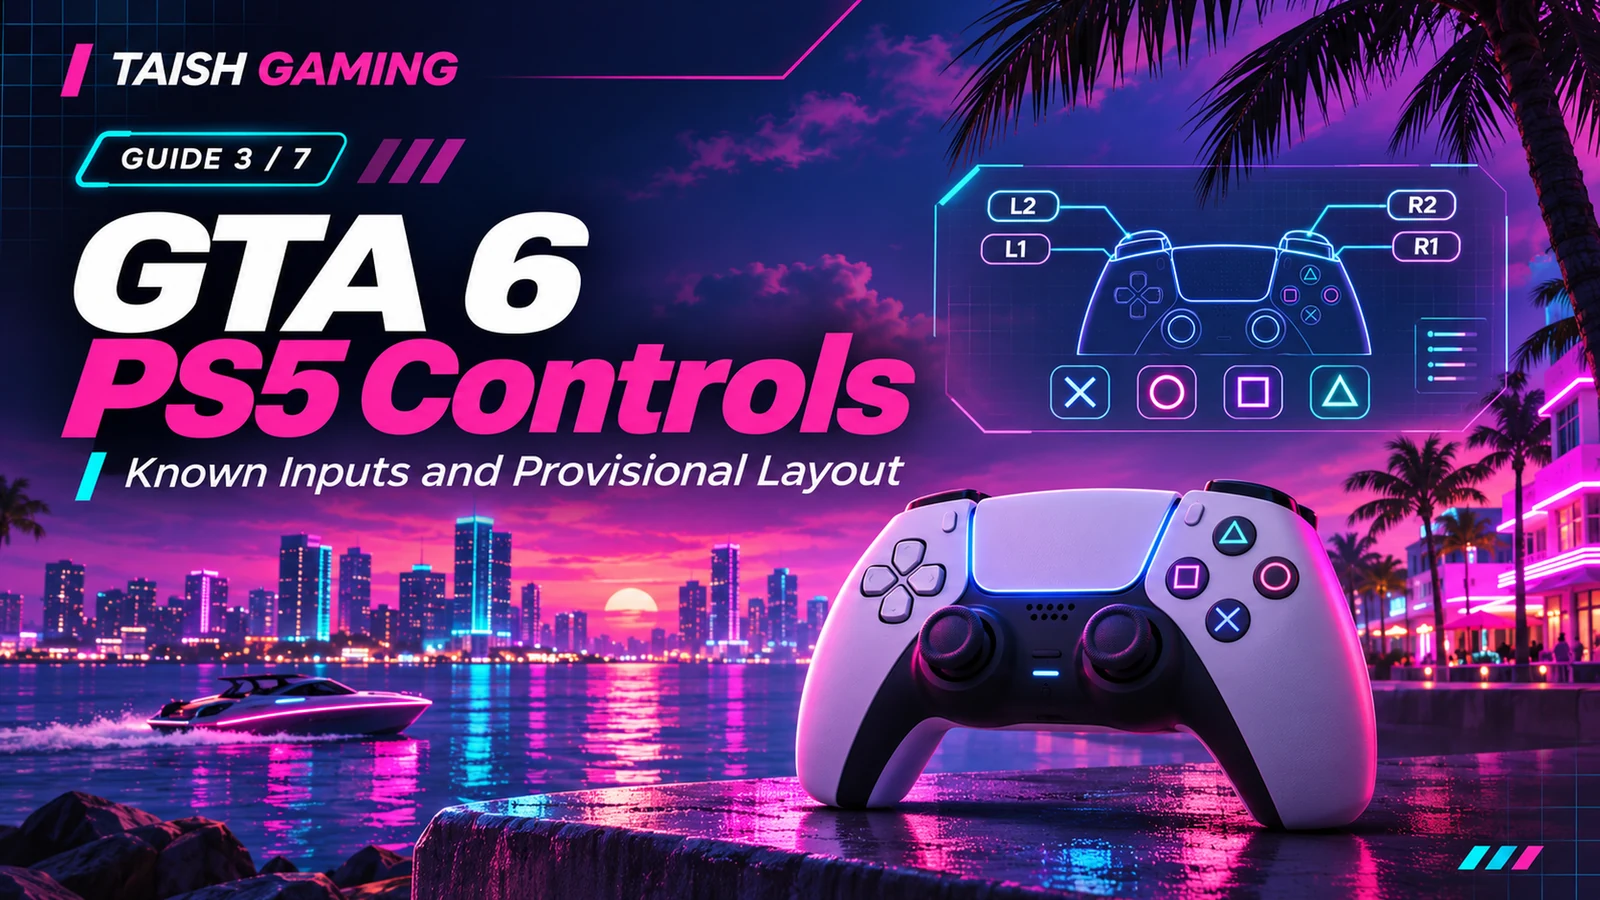 TAISH GAMING
GUIDE 3 / 7
GTA 6
PS5 Controls
Known Inputs and Provisional Layout
L2
R2
L1
R1